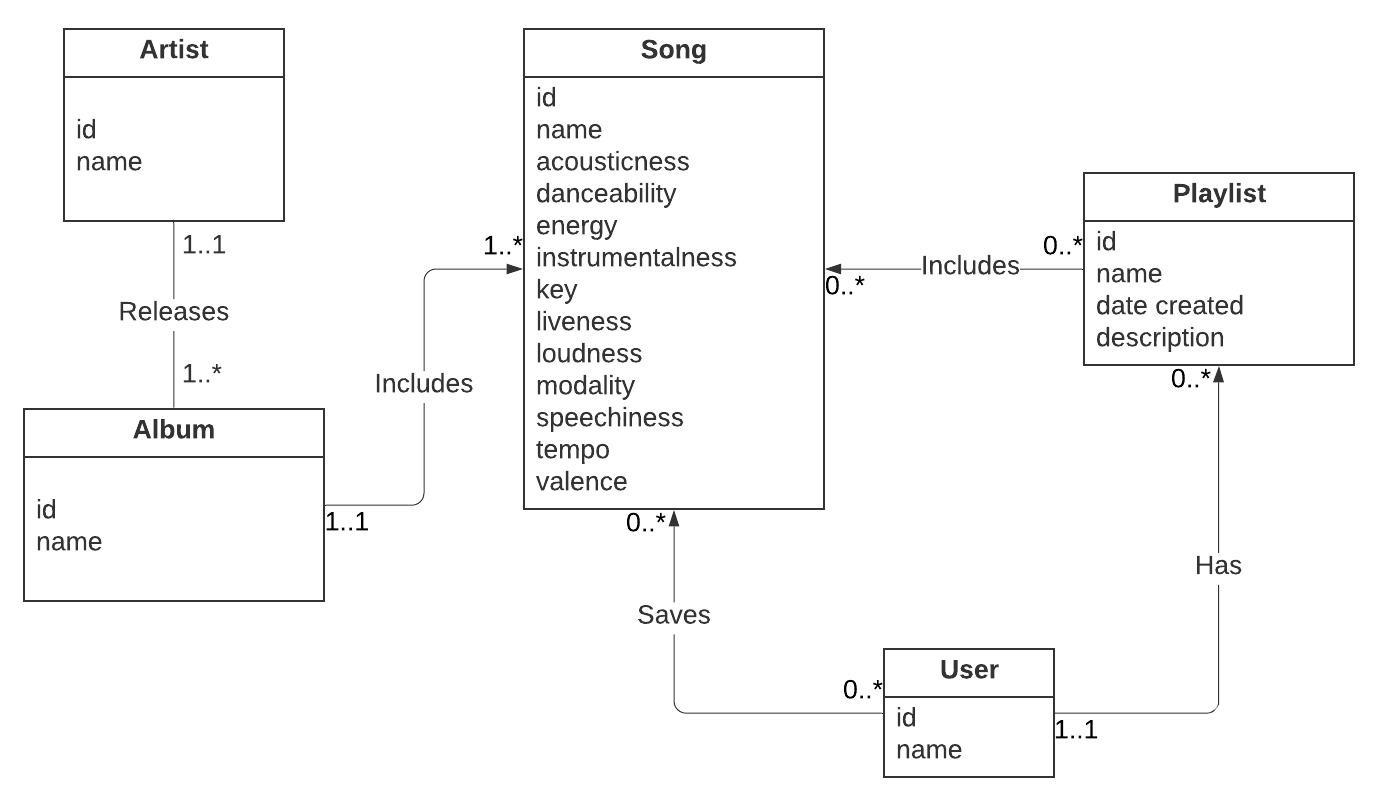 Artist
id
name
1..1
Releases
1..*
Album
id
name
1..1
Includes
1..*
Song
id
name
acousticness
danceability
energy
instrumentalness
key
liveness
loudness
modality
speechiness
tempo
valence
0..*
Includes
0..*
Playlist
id
name
date created
description
0..*
Has
0..*
Saves
0..*
User
id
name
1..1